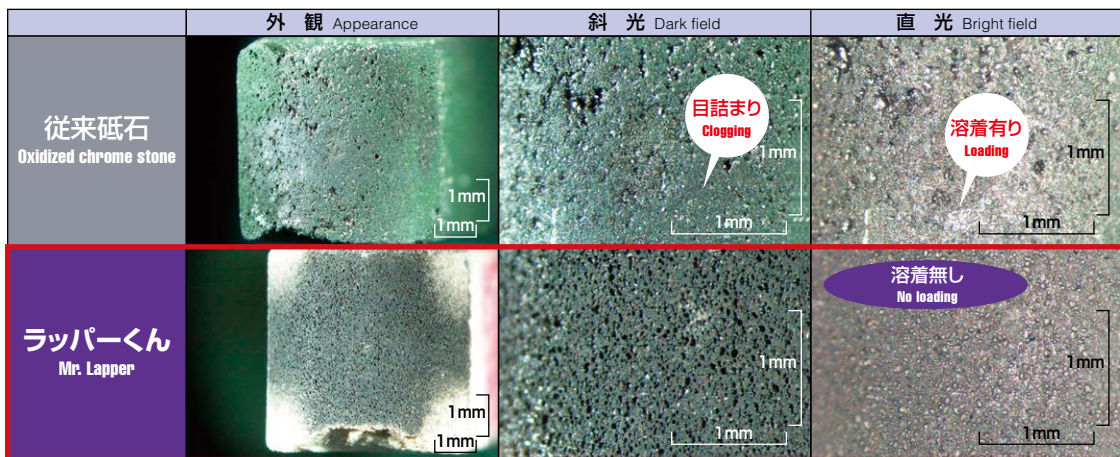 外 観 Appearance
斜 光 Dark field
直 光 Bright field
従来砥石
Oxidized chrome stone
1mm
1mm
目詰まり
Clogging
1mm
1mm
溶着有り
Loading
1mm
1mm
ラッパーくん
Mr. Lapper
1mm
1mm
1mm
1mm
溶着無し
No loading
1mm
1mm